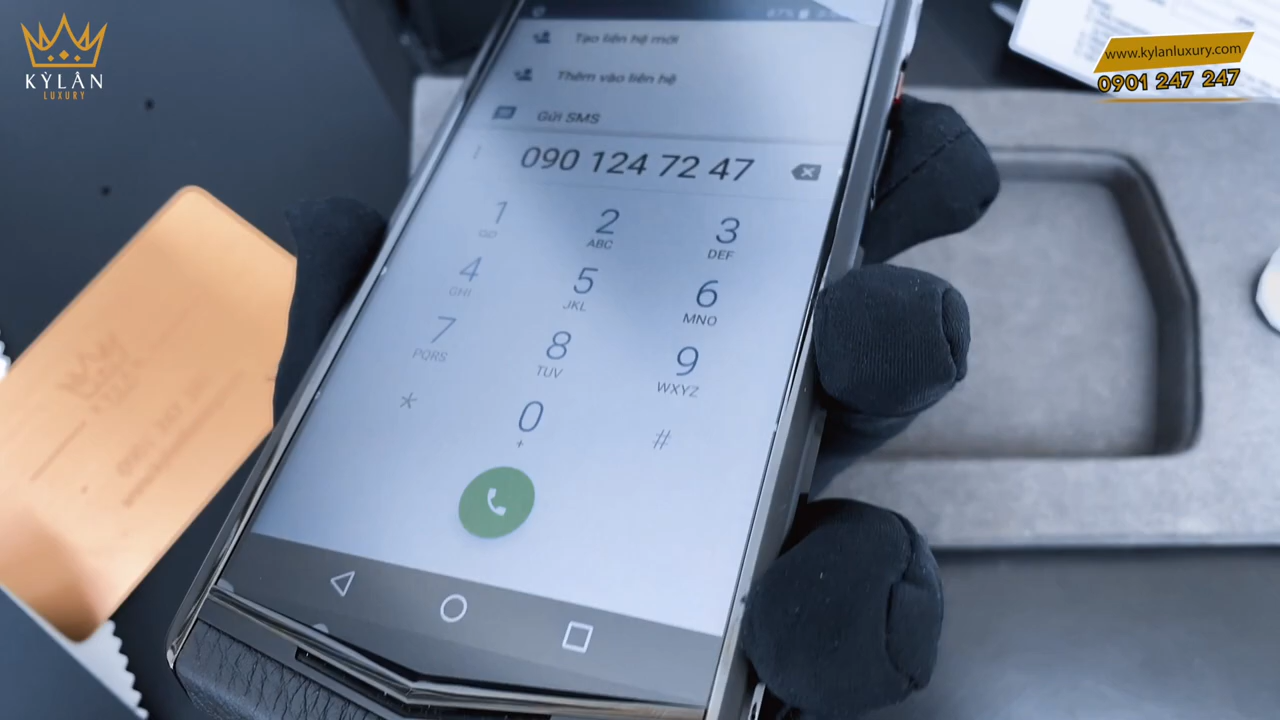 KỲLÂN
LUXURY
www.kylanluxury.com
0901 247 247
Tạo liên hệ mới
Thêm vào liên hệ
Gửi SMS
090 124 72 47
1
2
ABC
3
DEF
4
GHI
5
JKL
6
MNO
7
PQRS
8
TUV
9
WXYZ
*
0
+
#